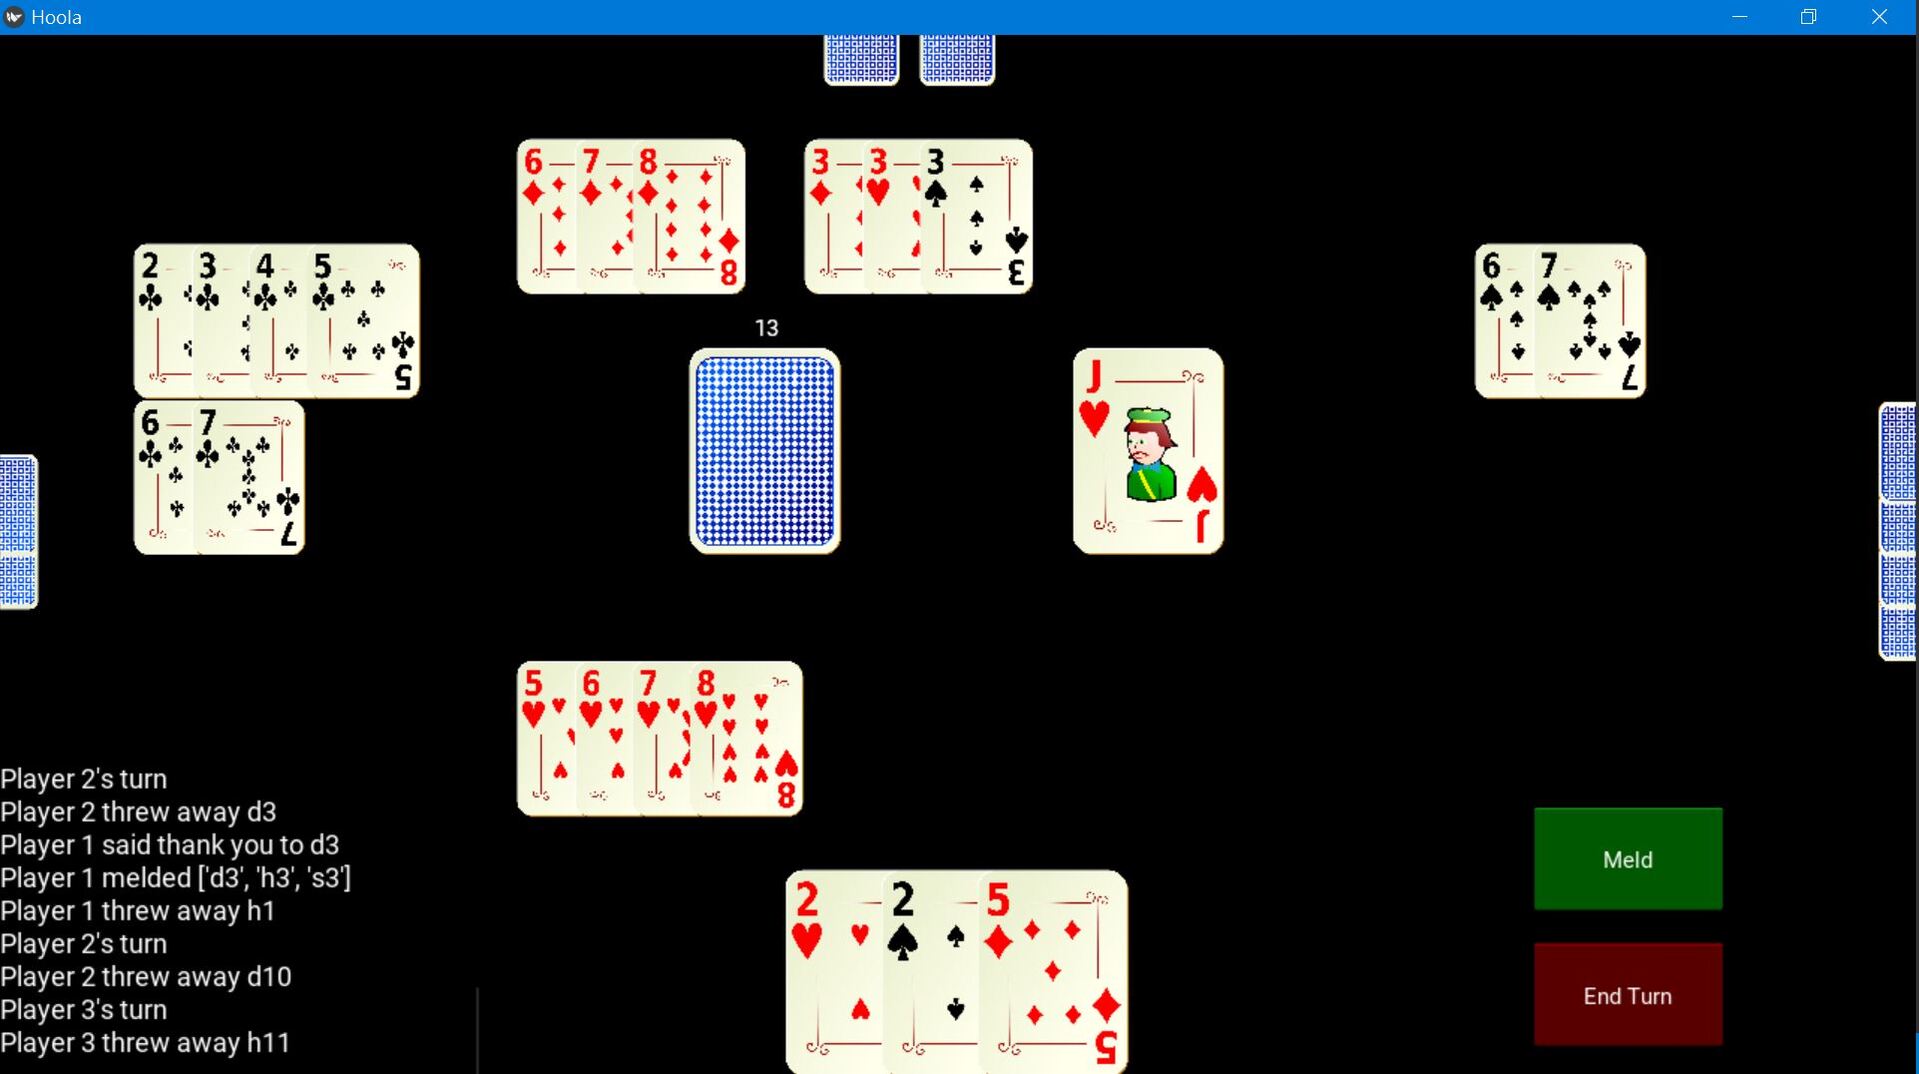 Hoola
6 7 8 8
3 3 3 3
2 3 4 5 5
6 7 7
6 7 7
13
J J
5 6 7 8 8
Player 2's turn
Player 2 threw away d3
Player 1 said thank you to d3
Player 1 melded ['d3', 'h3', 's3']
Player 1 threw away h1
Player 2's turn
Player 2 threw away d10
Player 3's turn
Player 3 threw away h11
2 2 5 5
Meld
End Turn